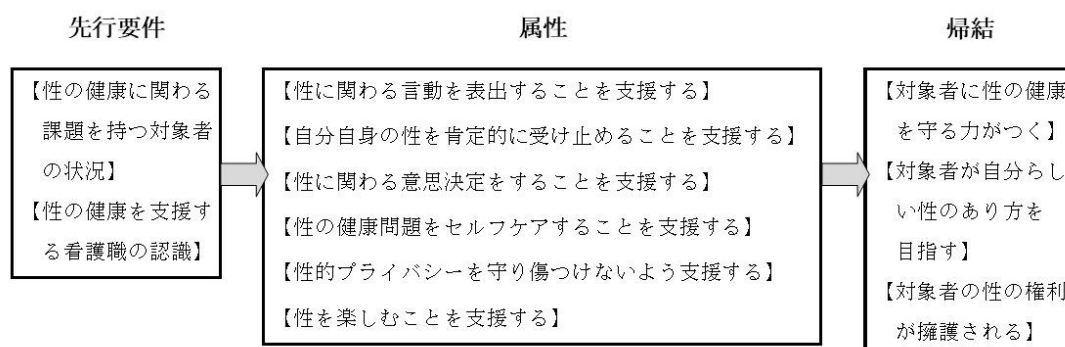 先行要件
【性の健康に関わる
課題を持つ対象者
の状況】
【性の健康を支援す
る看護職の認識】
属性
【性に関わる言動を表出することを支援する】
【自分自身の性を肯定的に受け止めることを支援する】
【性に関わる意思決定をすることを支援する】
【性の健康問題をセルフケアすることを支援する】
【性的プライバシーを守り傷つけないよう支援する】
【性を楽しむことを支援する】
帰結
【対象者に性の健康
を守る力がつく】
【対象者が自分らし
い性のあり方を
目指す】
【対象者の性の権利
が擁護される】